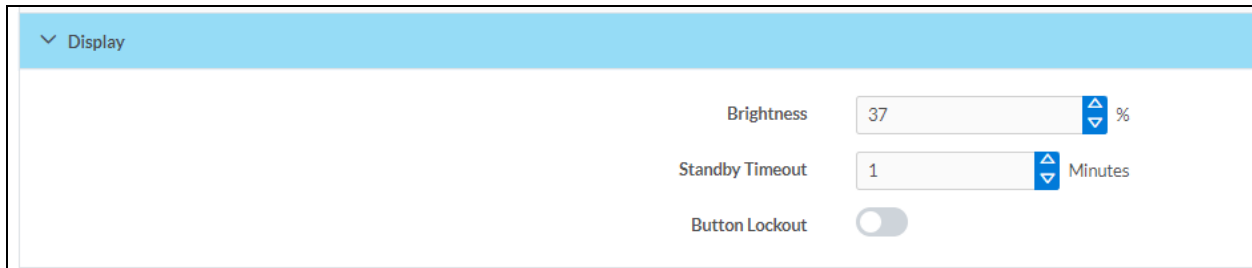 Display
Brightness 37 %
Standby Timeout 1 Minutes
Button Lockout